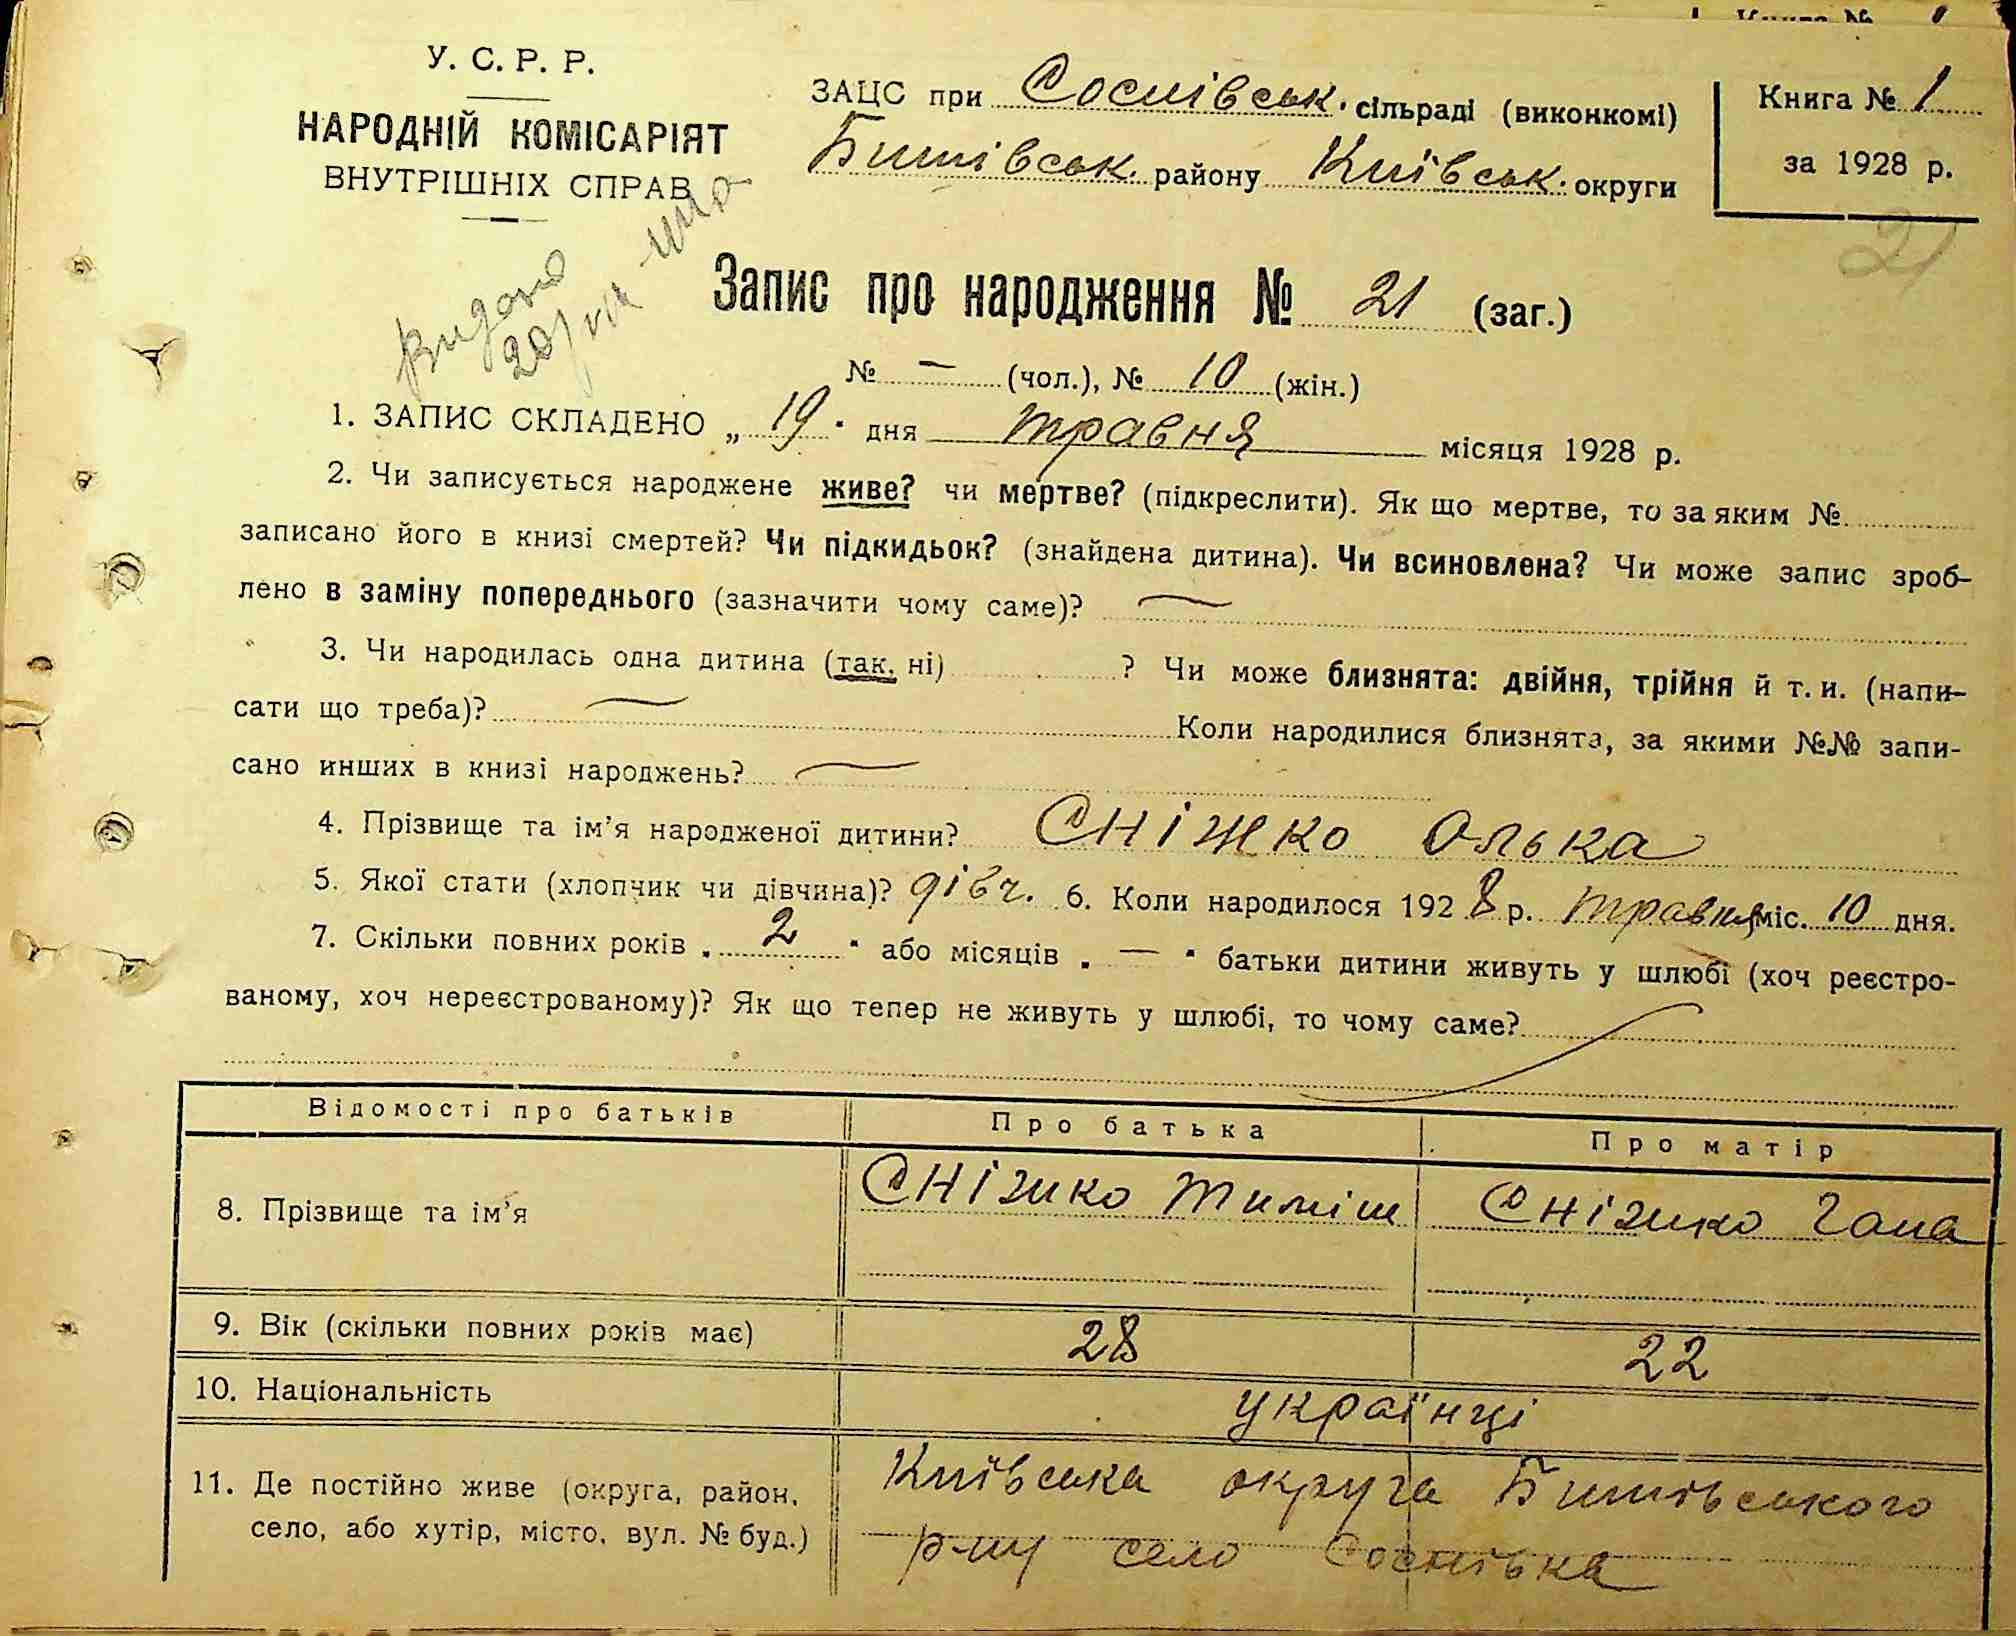 Книга № 1
У. С. Р. Р.
НАРОДНІЙ КОМІСАРІЯТ
ВНУТРІШНІХ СПРАВ
ЗАЦС при Соснівськ. сільраді (виконкомі)
Бишівськ. району Київськ. округи
Книга № 1
за 1928 р.
21
Видано
Запис про народження № 21 (заг.)
№ — (чол.), № 10 (жін.)
1. ЗАПИС СКЛАДЕНО „ 19 " дня травня місяця 1928 р.
2. Чи записується народжене живе? чи мертве? (підкреслити). Як що мертве, то за яким №
записано його в книзі смертей? Чи підкидьок? (знайдена дитина). Чи всиновлена? Чи може запис зроб-
лено в заміну попереднього (зазначити чому саме)? —
3. Чи народилась одна дитина (так, ні) ? Чи може близнята: двійня, трійня й т. и. (напи-
сати що треба)? — Коли народилися близнята, за якими №№ запи-
сано инших в книзі народжень? —
4. Прізвище та ім'я народженої дитини? Сніжко Олька
5. Якої стати (хлопчик чи дівчина)? дівч. 6. Коли народилося 1928 р. травня міс. 10 дня.
7. Скільки повних років „ 2 " або місяців „ — " батьки дитини живуть у шлюбі (хоч реєстро-
ваному, хоч нереєстрованому)? Як що тепер не живуть у шлюбі, то чому саме?
Відомості про батьків Про батька Про матір
8. Прізвище та ім'я Сніжко Тиміш Сніжко Гана
9. Вік (скільки повних років має) 28 22
10. Національність українці
11. Де постійно живе (округа, район, Київська округа Бишівського
село, або хутір, місто, вул. № буд.) р-ну село Соснівка